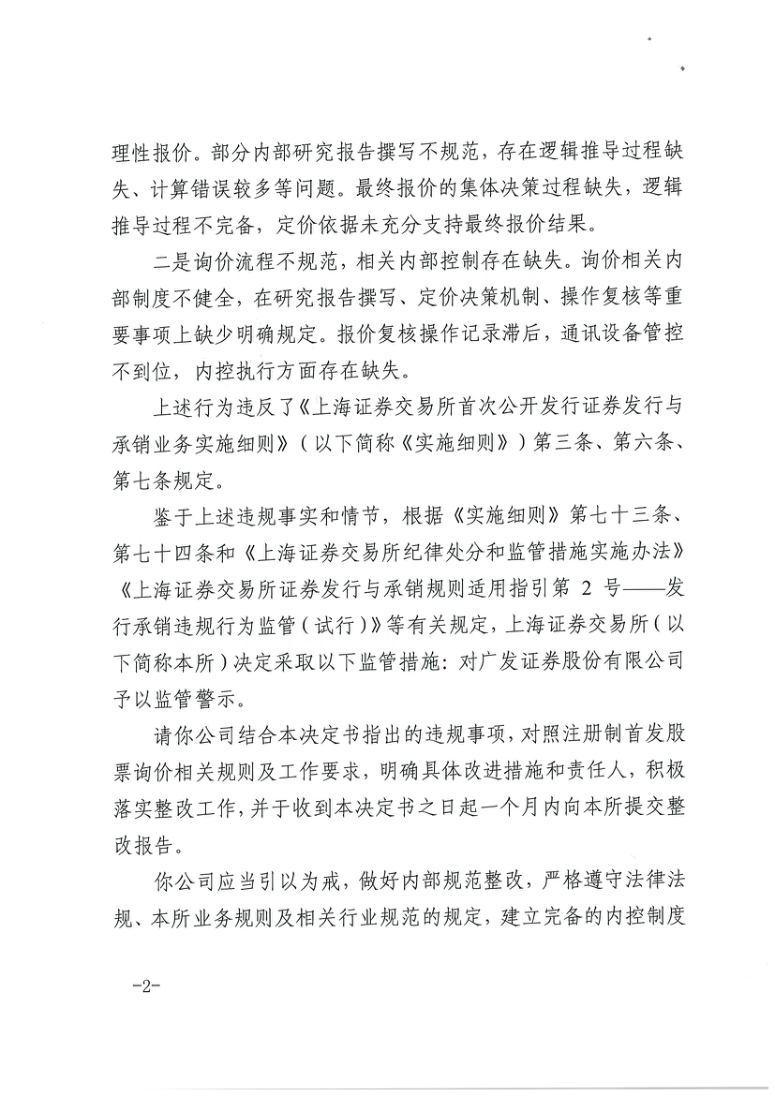 理性报价。部分内部研究报告撰写不规范，存在逻辑推导过程缺
失、计算错误较多等问题。最终报价的集体决策过程缺失，逻辑
推导过程不完备，定价依据未充分支持最终报价结果。
二是询价流程不规范，相关内部控制存在缺失。询价相关内
部制度不健全，在研究报告撰写、定价决策机制、操作复核等重
要事项上缺少明确规定。报价复核操作记录滞后，通讯设备管控
不到位，内控执行方面存在缺失。
上述行为违反了《上海证券交易所首次公开发行证券发行与
承销业务实施细则》（以下简称《实施细则》）第三条、第六条、
第七条规定。
鉴于上述违规事实和情节，根据《实施细则》第七十三条、
第七十四条和《上海证券交易所纪律处分和监管措施实施办法》
《上海证券交易所证券发行与承销规则适用指引第 2 号——发
行承销违规行为监管（试行）》等有关规定，上海证券交易所（以
下简称本所）决定采取以下监管措施：对广发证券股份有限公司
予以监管警示。
请你公司结合本决定书指出的违规事项，对照注册制首发股
票询价相关规则及工作要求，明确具体改进措施和责任人，积极
落实整改工作，并于收到本决定书之日起一个月内向本所提交整
改报告。
你公司应当引以为戒，做好内部规范整改，严格遵守法律法
规、本所业务规则及相关行业规范的规定，建立完备的内控制度
-2-